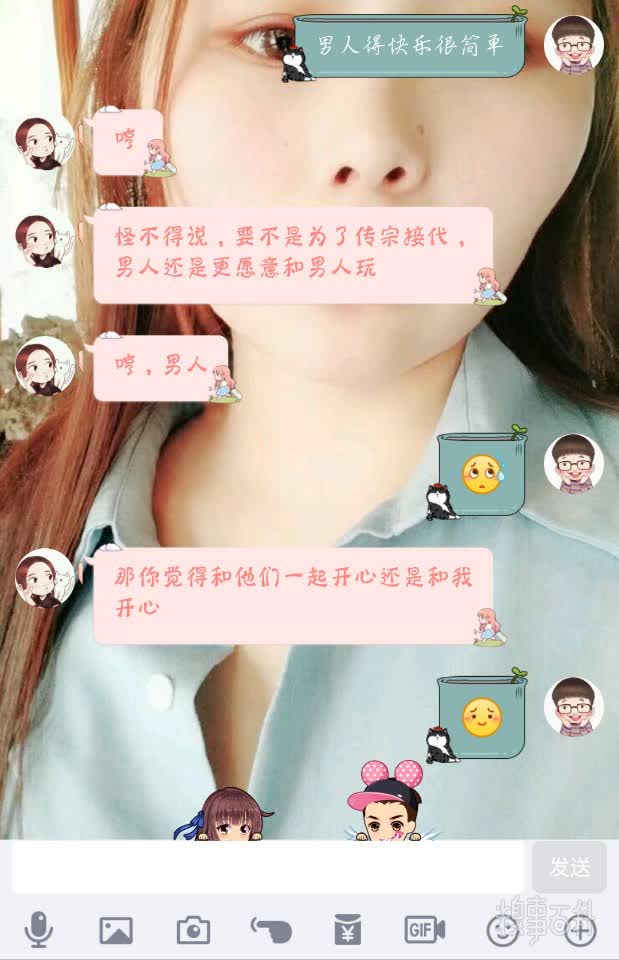 男人得快乐很简单
哼
怪不得说，要不是为了传宗接代，
男人还是更愿意和男人玩
哼，男人
那你觉得和他们一起开心还是和我
开心
发送
GIF